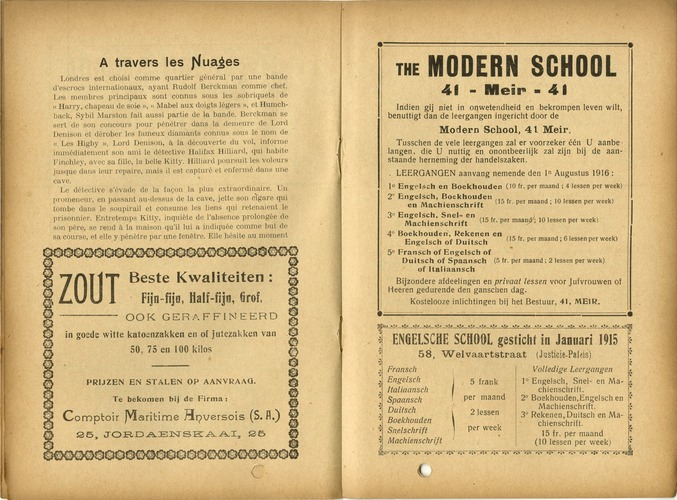 A travers les Nuages
Londres est choisi comme quartier général par une bande
d'escrocs internationaux, ayant Rudolf Berckman comme chef.
Les membres principaux sont connus sous les sobriquets de
« Harry, chapeau de soie », « Mabel aux doigts légers », et Humch-
back, Sybil Marston fait aussi partie de la bande. Berckman se
sert de son concours pour pénétrer dans la demeure de Lord
Denison et dérober les fameux diamants connus sous le nom de
« Les Higby », Lord Denison, à la découverte du vol, informe
immédiatement son ami le détective Halifax Hilliard, qui habite
Finchley, avec sa fille, la belle Kitty. Hilliard poursuit les voleurs
jusque dans leur repaire, mais il est capturé et enfermé dans une
cave.
Le détective s'évade de la façon la plus extraordinaire. Un
promeneur, en passant au-dessus de la cave, jette son cigare qui
tombe dans le soupirail et consume les liens qui retenaient le
prisonnier. Entretemps Kitty, inquiète de l'absence prolongée de
son père, se rend à la maison qu'il lui a indiquée comme but de
sa course, et elle y pénètre par une fenêtre. Elle hésite au moment
ZOUT
Beste Kwaliteiten :
Fijn-fijn, Half-fijn, Grof.
OOK GERAFFINEERD
in goede witte katoenzakken en of jutezakken van
50, 75 en 100 kilos
PRIJZEN EN STALEN OP AANVRAAG.
Te bekomen bij de Firma :
Comptoir Maritime Anversois (S. A.)
25, JORDAENSKAAI, 25
THE MODERN SCHOOL
41 - Meir - 41
Indien gij niet in onwetendheid en bekrompen leven wilt,
benuttigt dan de leergangen ingericht door de
Modern School, 41 Meir.
Tusschen de vele leergangen zal er voorzeker één U aanbe-
langen, die U nuttig en onontbeerlijk zal zijn bij de aan-
staande herneming der handelszaken.
LEERGANGEN aanvang nemende den 1e Augustus 1916 :
1e Engelsch en Boekhouden (10 fr. per maand ; 4 lessen per week)
2e Engelsch, Boekhouden
en Machienschrift (15 fr. per maand ; 10 lessen per week)
3e Engelsch, Snel- en
Machienschrift (15 fr. per maand ; 10 lessen per week)
4e Boekhouden, Rekenen en
Engelsch of Duitsch (15 fr. per maand ; 6 lessen per week)
5e Fransch of Engelsch of
Duitsch of Spaansch (5 fr. per maand ; 2 lessen per week)
of Italiaansch
Bijzondere afdeelingen en privaat lessen voor Jufvrouwen of
Heeren gedurende den ganschen dag.
Kostelooze inlichtingen bij het Bestuur, 41, MEIR.
ENGELSCHE SCHOOL gesticht in Januari 1915
58, Welvaartstraat (Justicie-Paleis)
Fransch
Engelsch
Italiaansch
Spaansch
Duitsch
Boekhouden
Snelschrift
Machienschrift
5 frank
per maand
2 lessen
per week
Volledige Leergangen
1e Engelsch, Snel- en Ma-
chienschrift.
2e Boekhouden, Engelsch en
Machienschrift.
3e Rekenen, Duitsch en Ma-
chienschrift.
15 fr. per maand
(10 lessen per week)